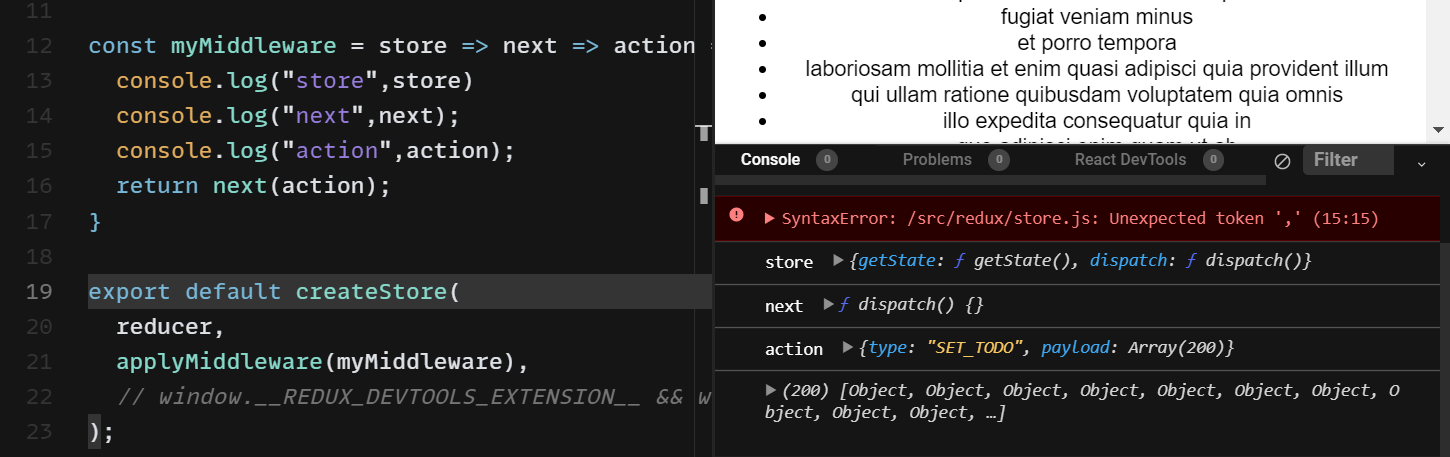 11
12 const myMiddleware = store => next => action =
13 console.log("store",store)
14 console.log("next",next);
15 console.log("action",action);
16 return next(action);
17 }
18
19 export default createStore(
20 reducer,
21 applyMiddleware(myMiddleware),
22 // window.__REDUX_DEVTOOLS_EXTENSION__ && w
23 );
fugiat veniam minus
et porro tempora
laboriosam mollitia et enim quasi adipisci quia provident illum
qui ullam ratione quibusdam voluptatem quia omnis
illo expedita consequatur quia in
Console 0 Problems 0 React DevTools 0 Filter
SyntaxError: /src/redux/store.js: Unexpected token ',' (15:15)
store ▶{getState: ƒ getState(), dispatch: ƒ dispatch()}
next ▶ƒ dispatch() {}
action ▶{type: "SET_TODO", payload: Array(200)}
▶(200) [Object, Object, Object, Object, Object, Object, Object, O
bject, Object, Object, …]